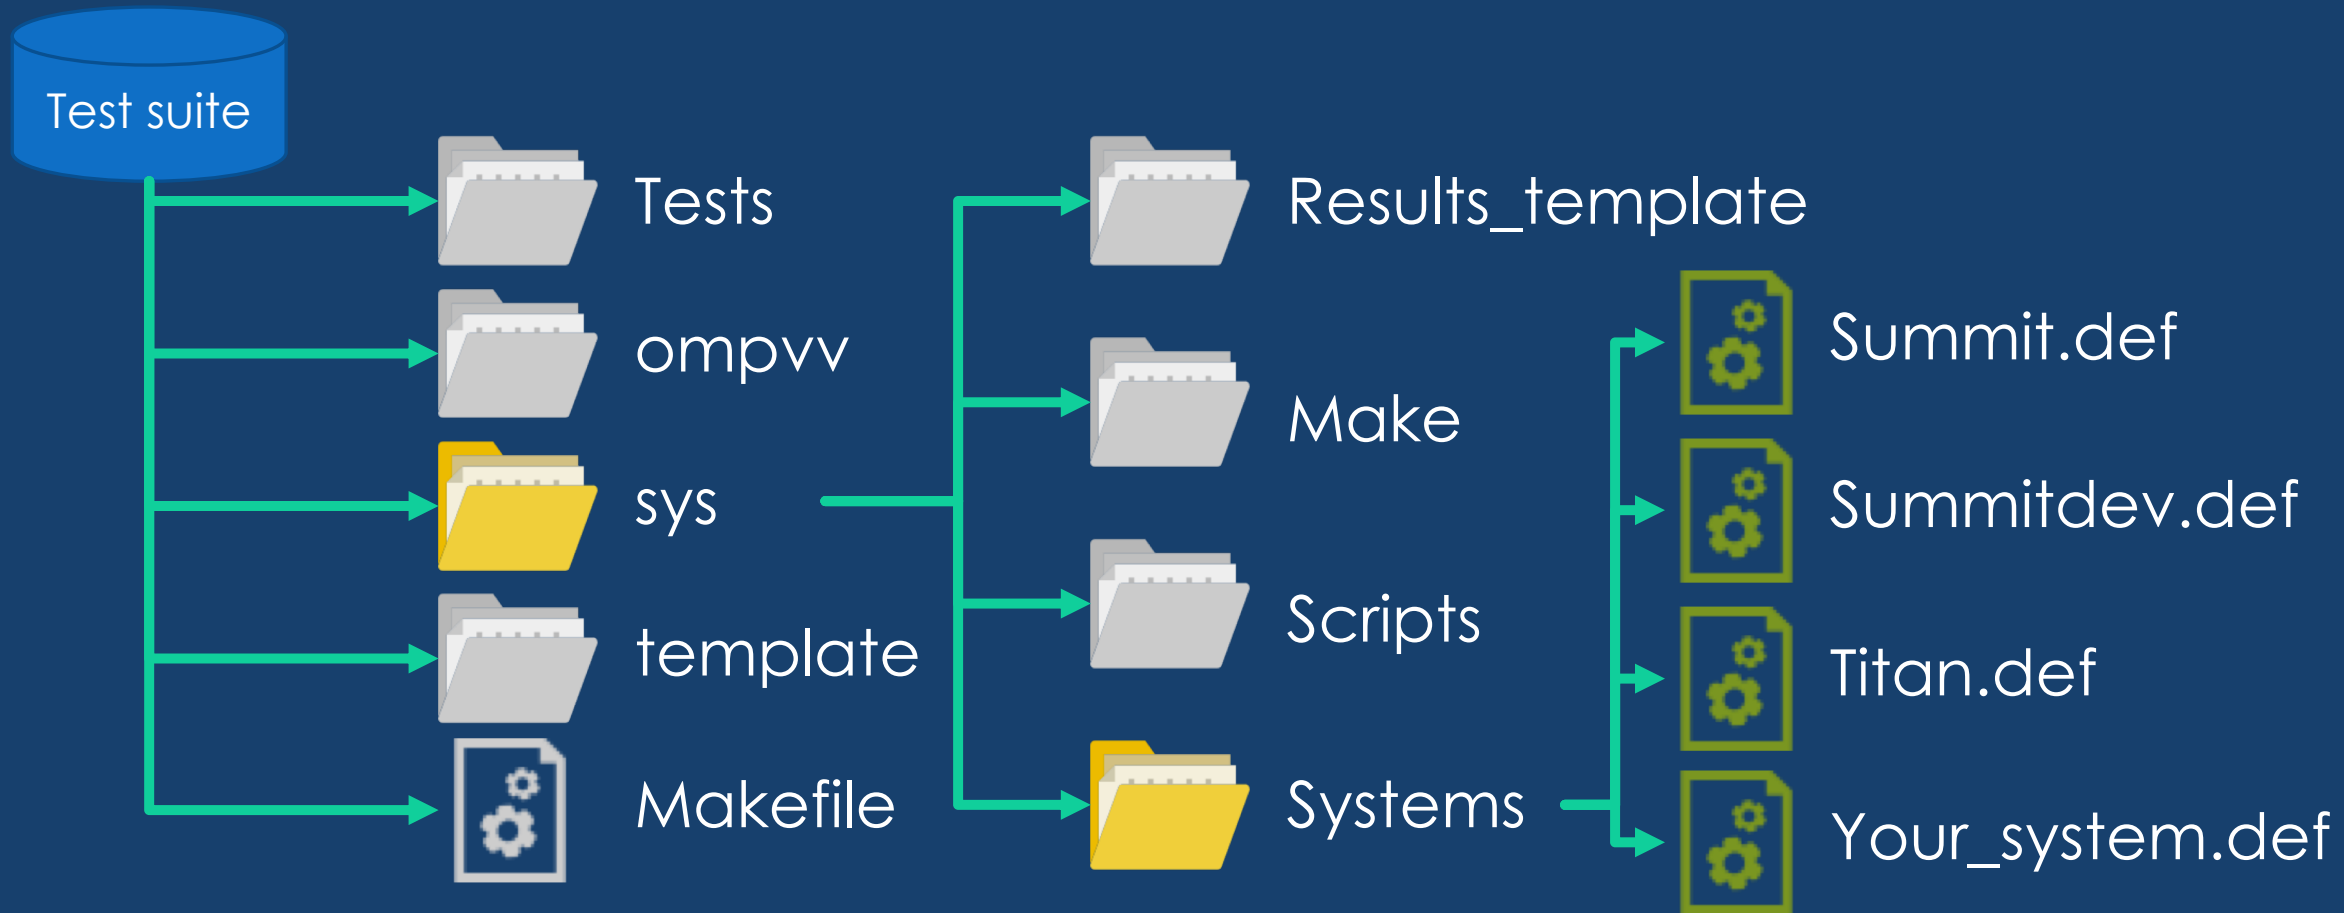 Test suite
Tests
ompvv
sys
template
Makefile
Results_template
Make
Scripts
Systems
Summit.def
Summitdev.def
Titan.def
Your_system.def